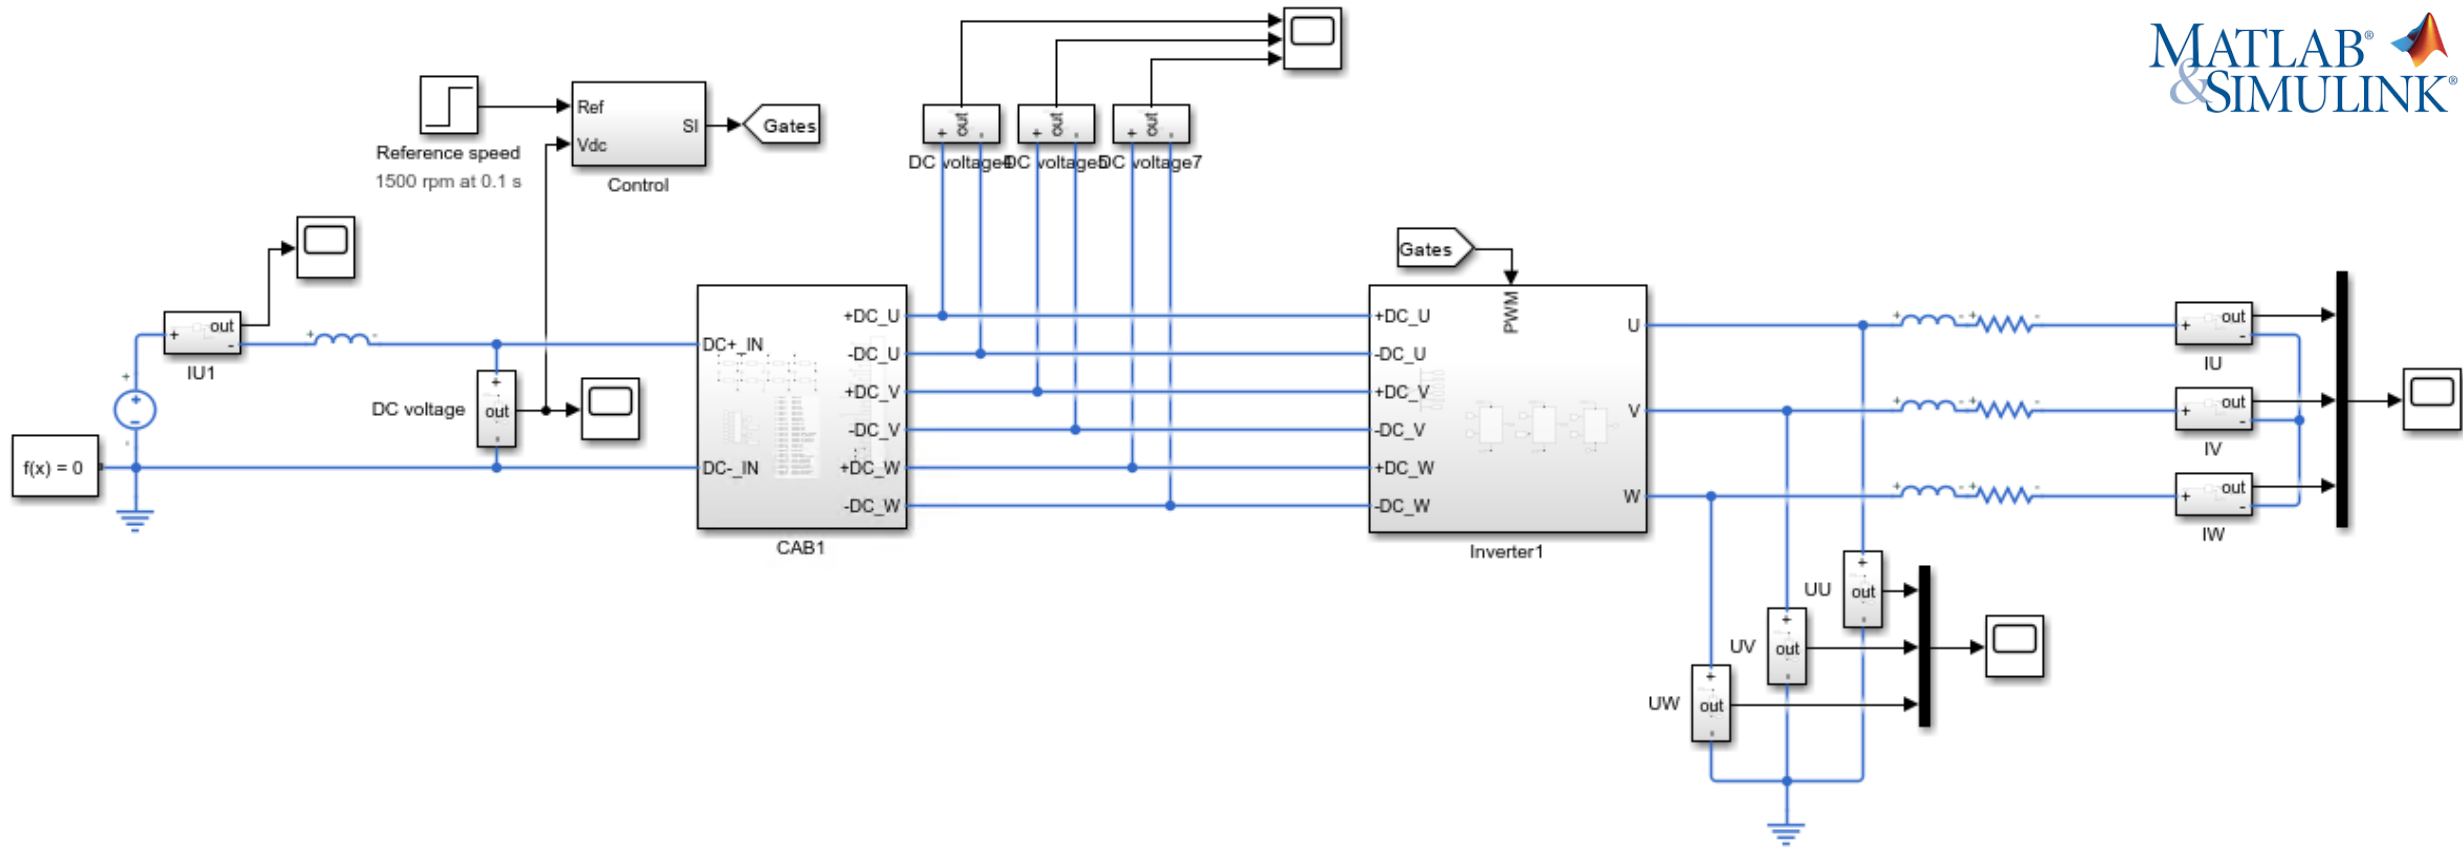 MATLAB®
&SIMULINK®
Ref
Vdc
SI
Control
Gates
Reference speed
1500 rpm at 0.1 s
+ out -
+ out -
+ out -
DC voltage4
DC voltage5
DC voltage7
+ out -
IU1
DC voltage
+ out -
f(x) = 0
DC+_IN
DC-_IN
+DC_U
-DC_U
+DC_V
-DC_V
+DC_W
-DC_W
CAB1
Gates
PWM
+DC_U
-DC_U
+DC_V
-DC_V
+DC_W
-DC_W
U
V
W
Inverter1
+ out -
IU
+ out -
IV
+ out -
IW
UU
+ out -
UV
+ out -
UW
+ out -